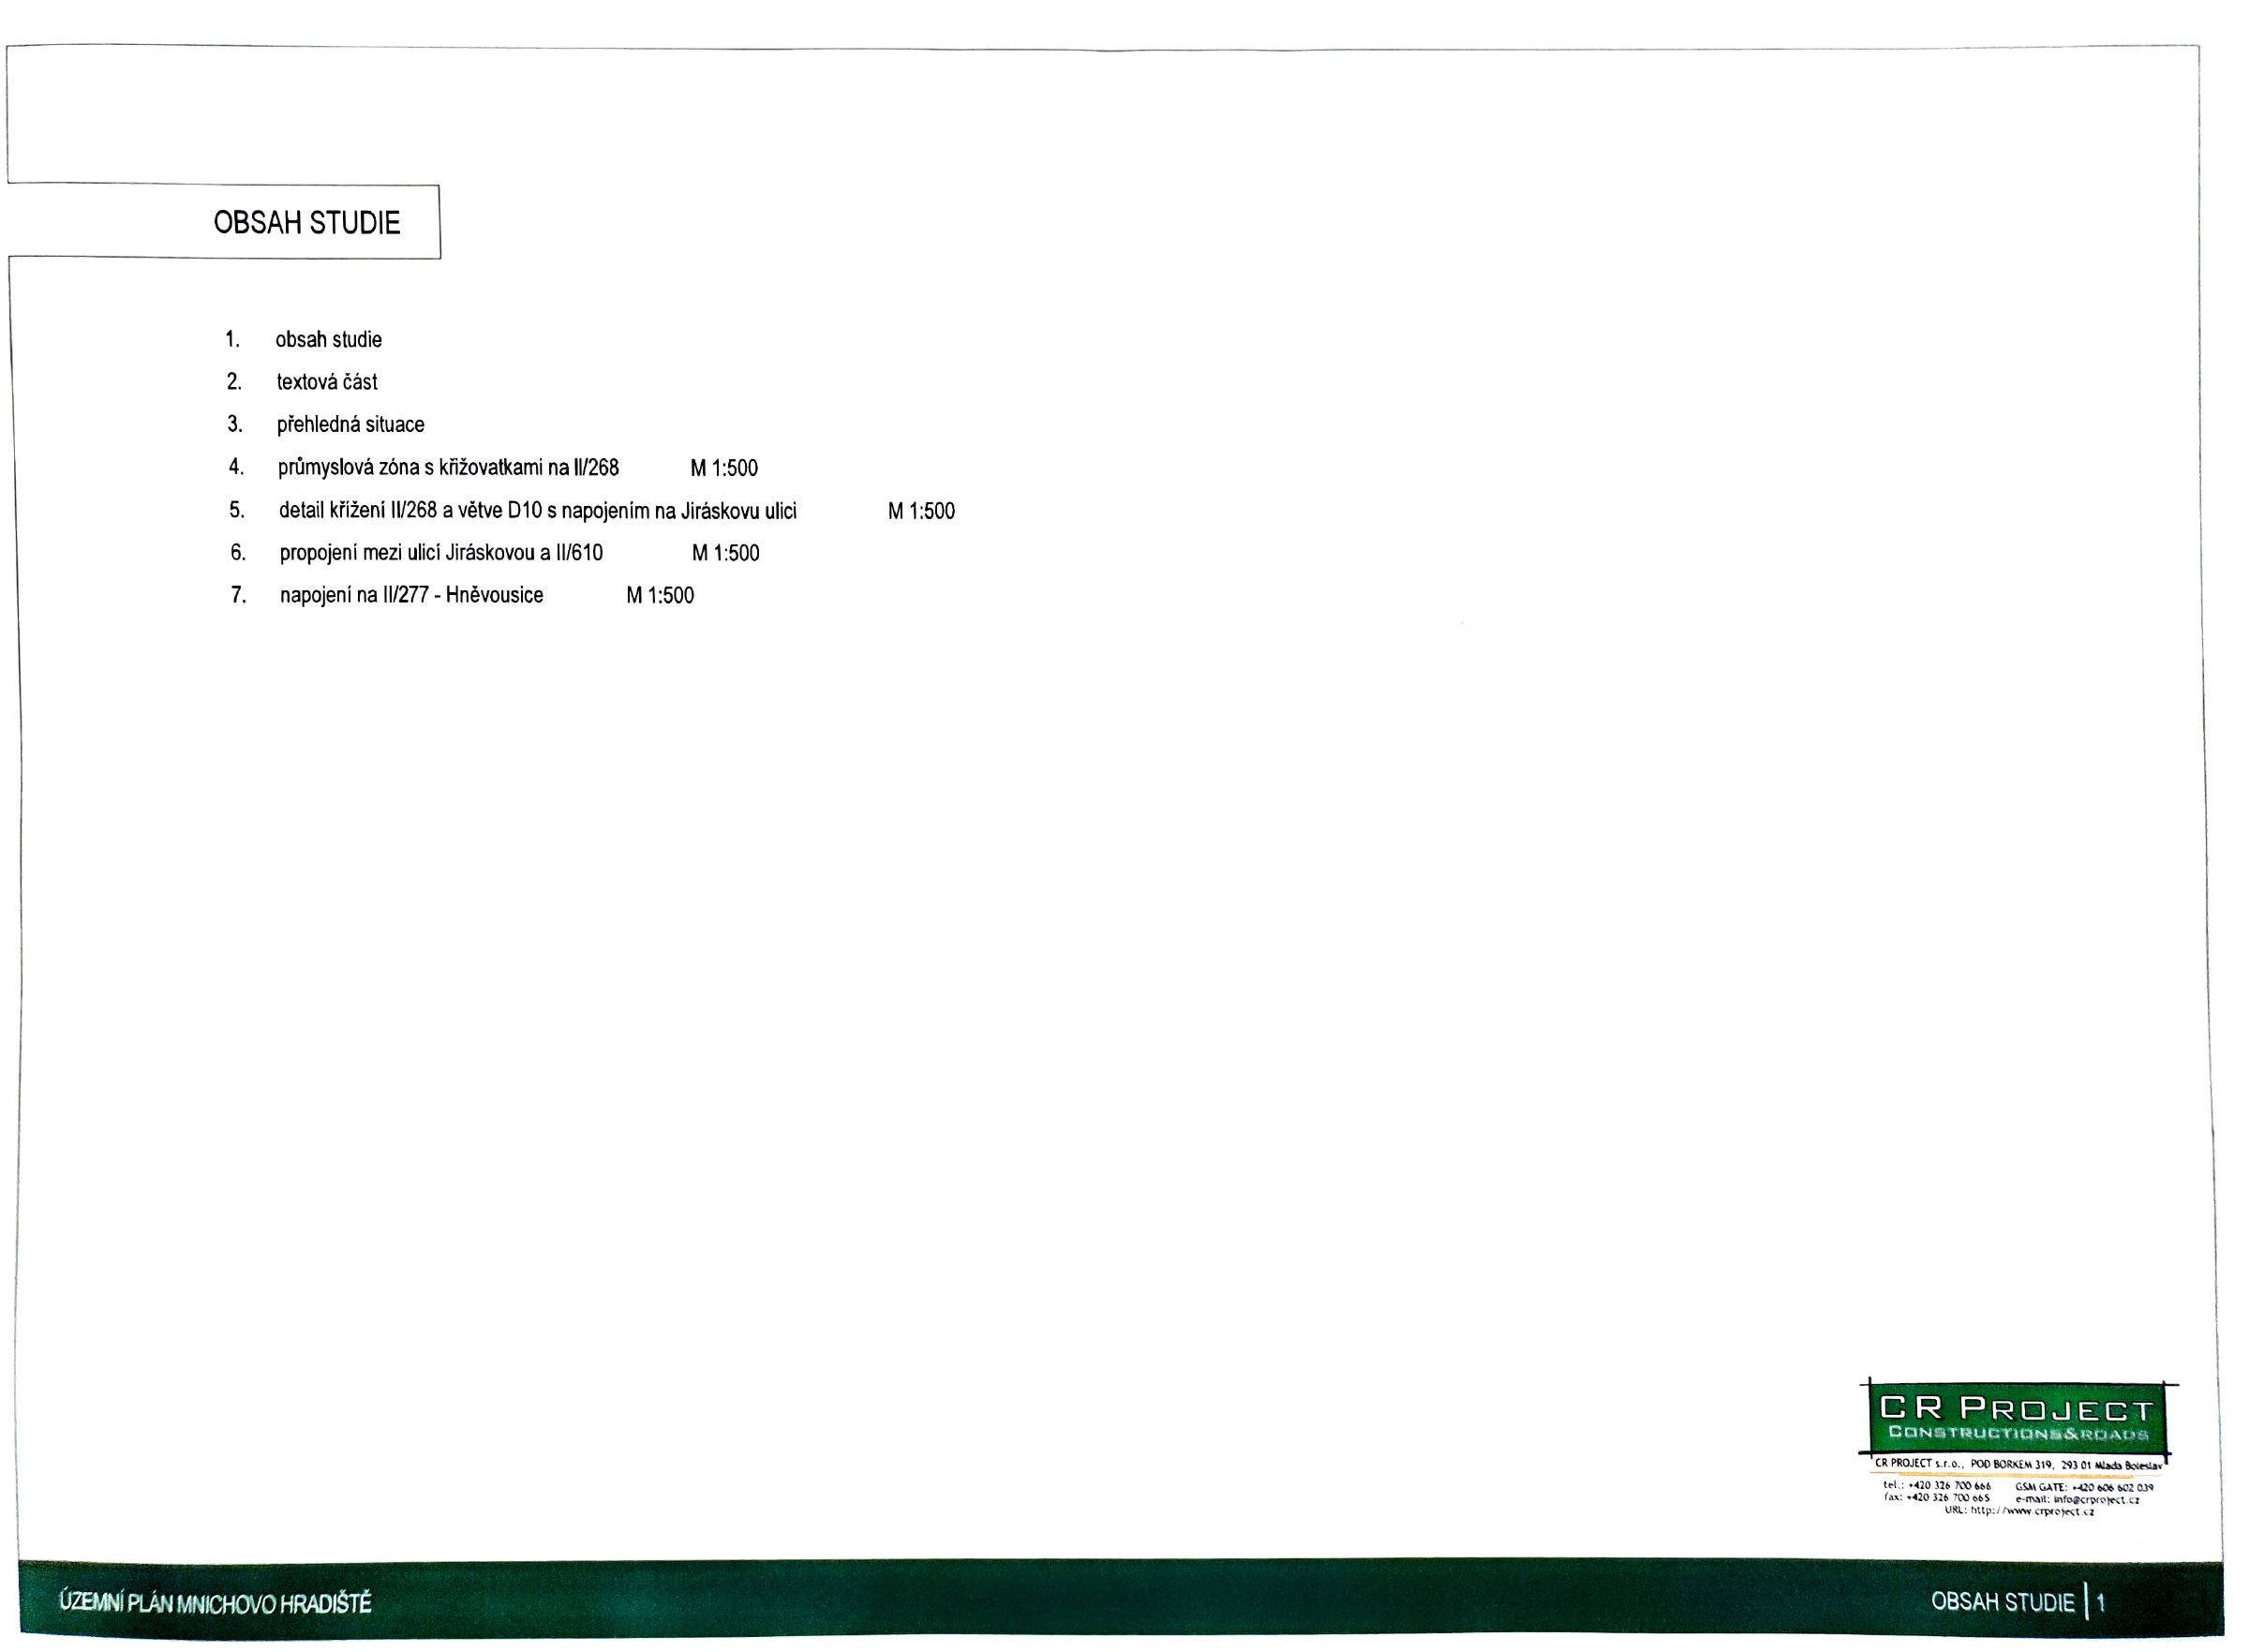 OBSAH STUDIE
1. obsah studie
2. textová část
3. přehledná situace
4. průmyslová zóna s křižovatkami na II/268 M 1:500
5. detail křížení II/268 a větve D10 s napojením na Jiráskovu ulici M 1:500
6. propojení mezi ulicí Jiráskovou a II/610 M 1:500
7. napojení na II/277 - Hněvousice M 1:500
CR PROJECT
CONSTRUCTIONS&ROADS
CR PROJECT s.r.o., POD BORKEM 319, 293 01 Mlada Boleslav
tel.: +420 326 700 666 GSM GATE: +420 606 602 039
fax: +420 326 700 665 e-mail: info@crproject.cz
URL: http://www.crproject.cz
ÚZEMNÍ PLÁN MNICHOVO HRADIŠTĚ
OBSAH STUDIE 1